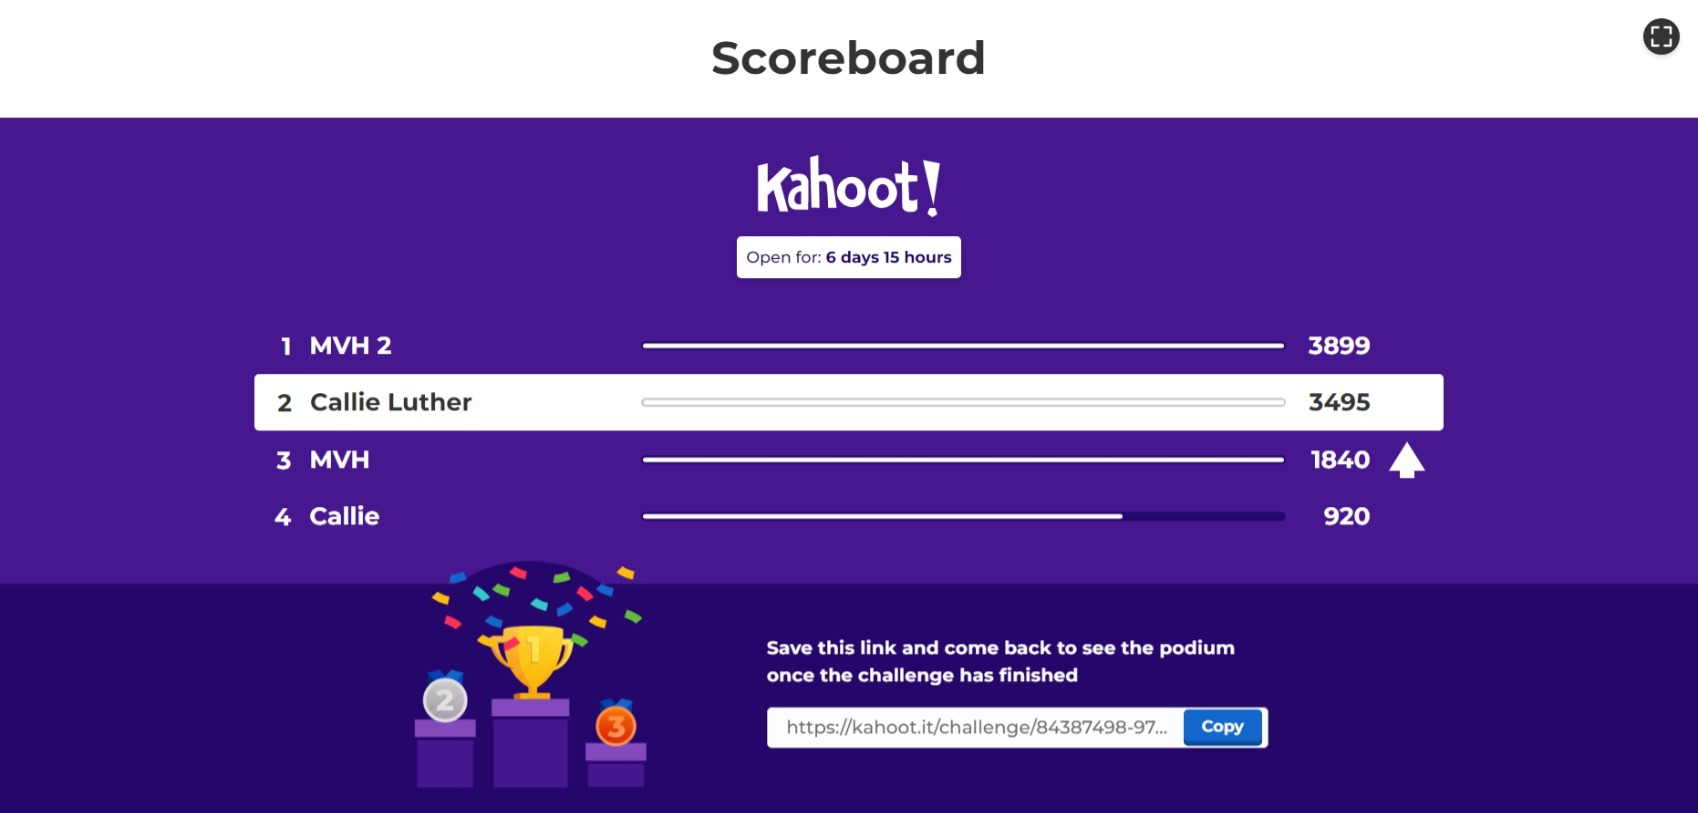 Scoreboard
Kahoot!
Open for: 6 days 15 hours
1 MVH 2 3899
2 Callie Luther 3495
3 MVH 1840
4 Callie 920
1
2
3
Save this link and come back to see the podium
once the challenge has finished
https://kahoot.it/challenge/84387498-97... Copy